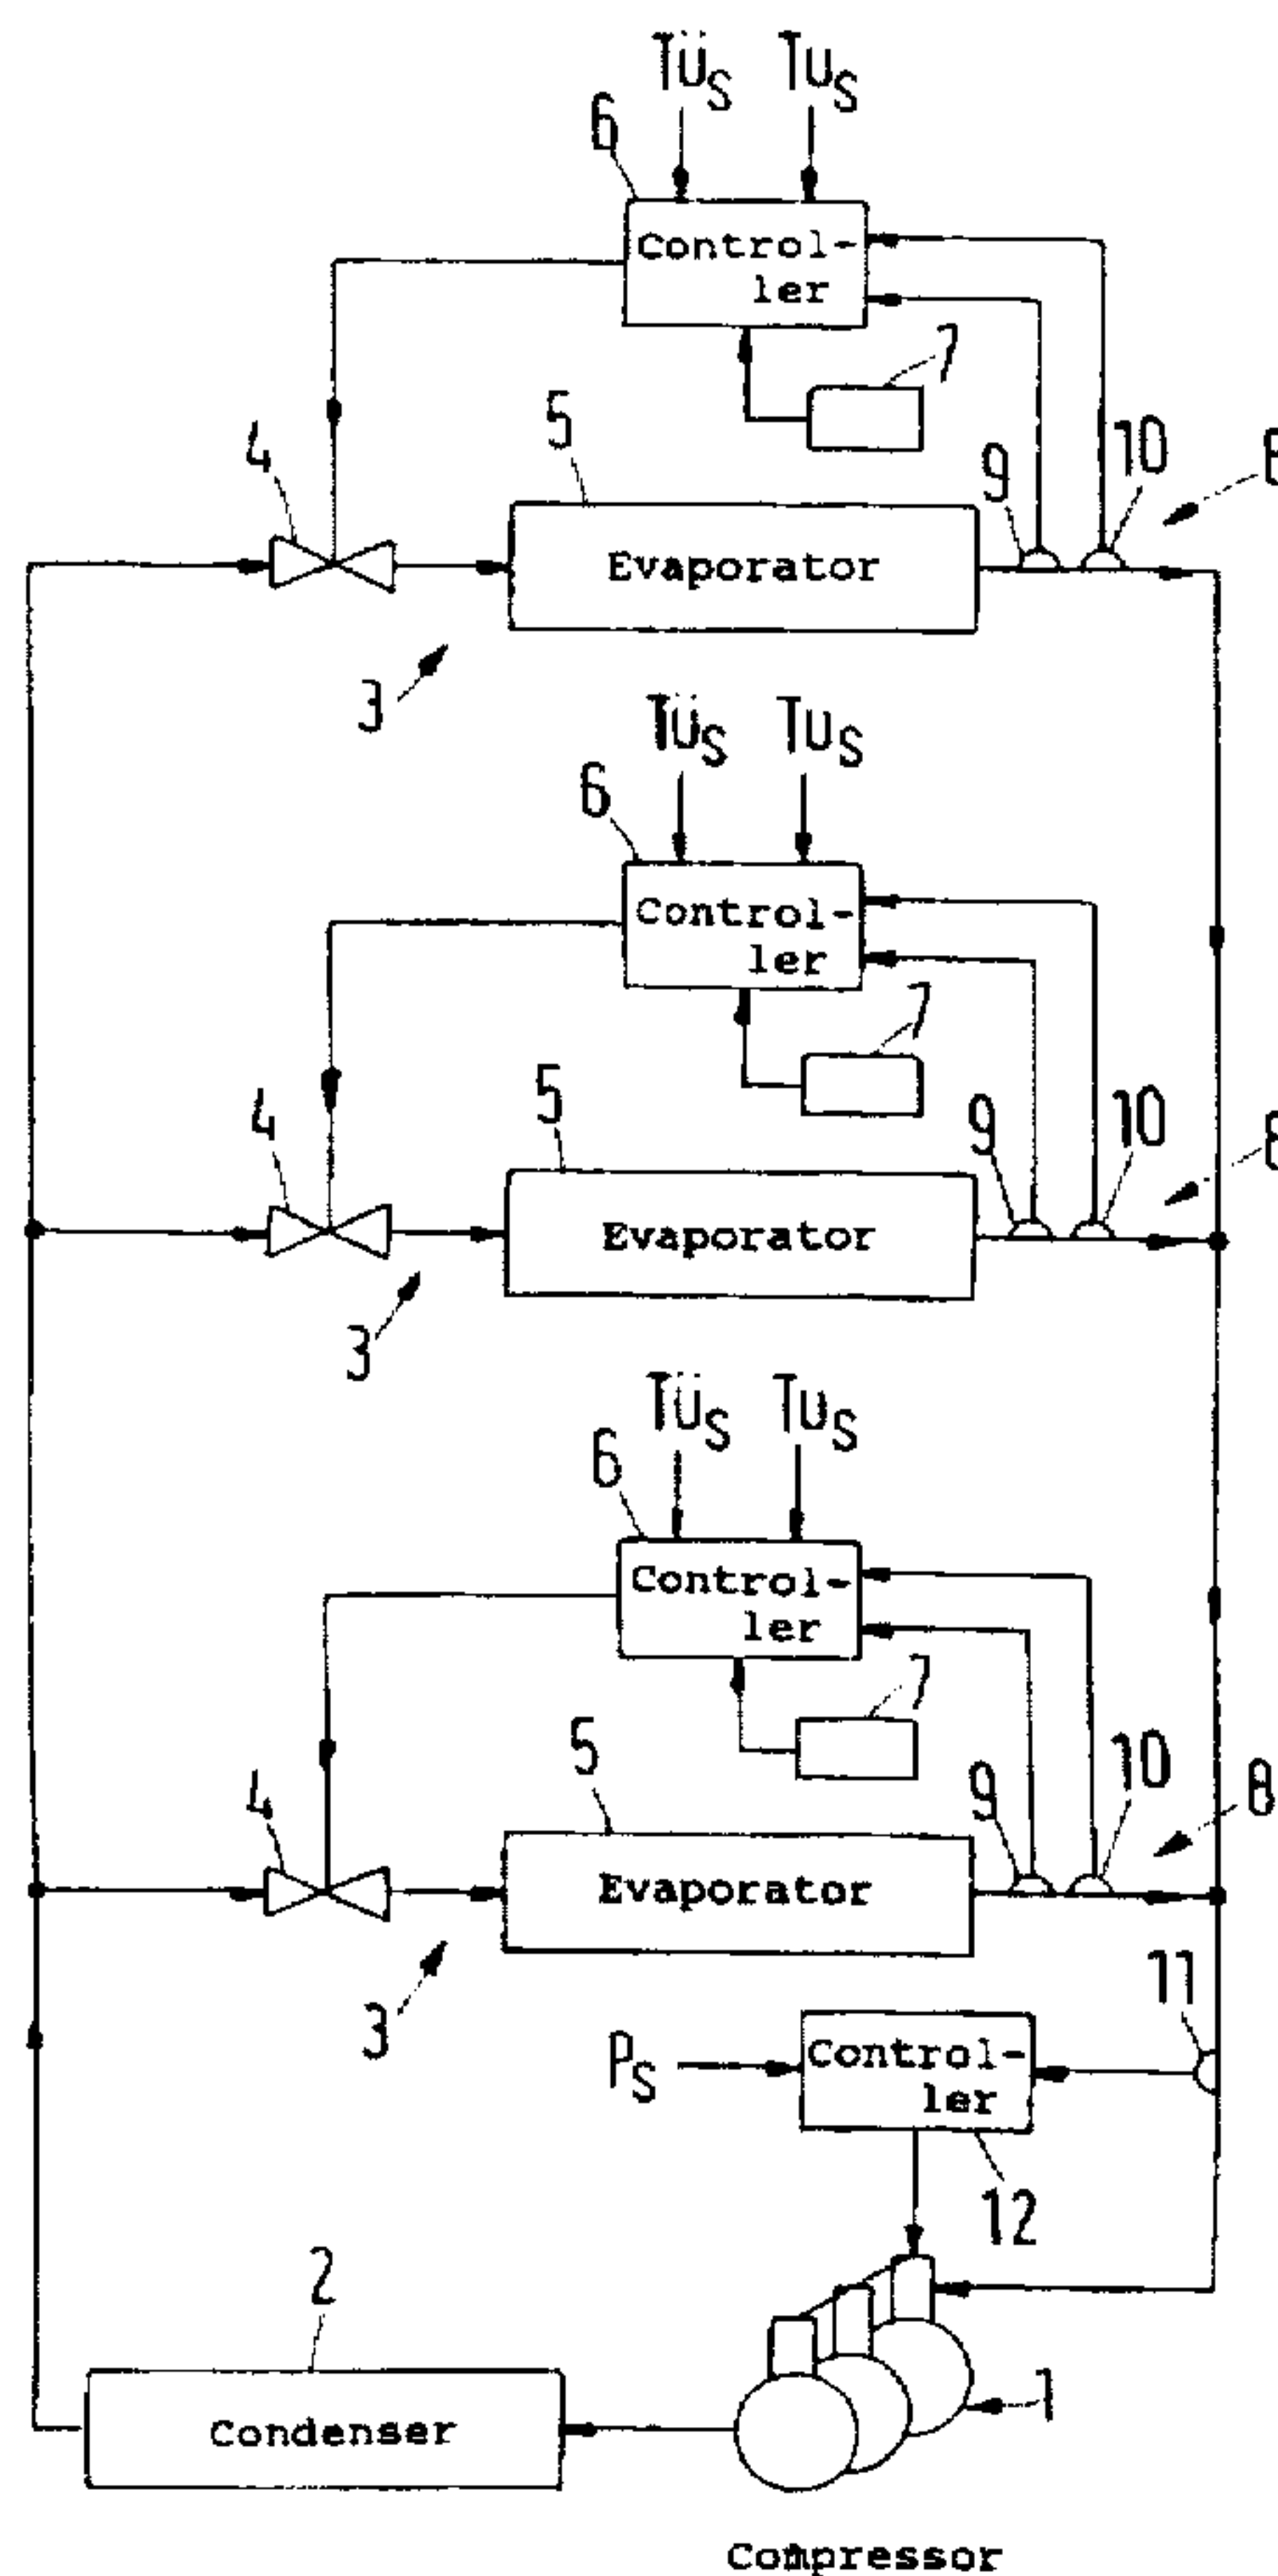 TüS TuS
6
Control-
ler
7
4
5
9
10
8
Evaporator
3
TüS TuS
6
Control-
ler
7
4
5
9
10
8
Evaporator
3
TüS TuS
6
Control-
ler
7
4
5
9
10
8
Evaporator
3
11
PS
Control-
ler
12
2
1
Condenser
Compressor